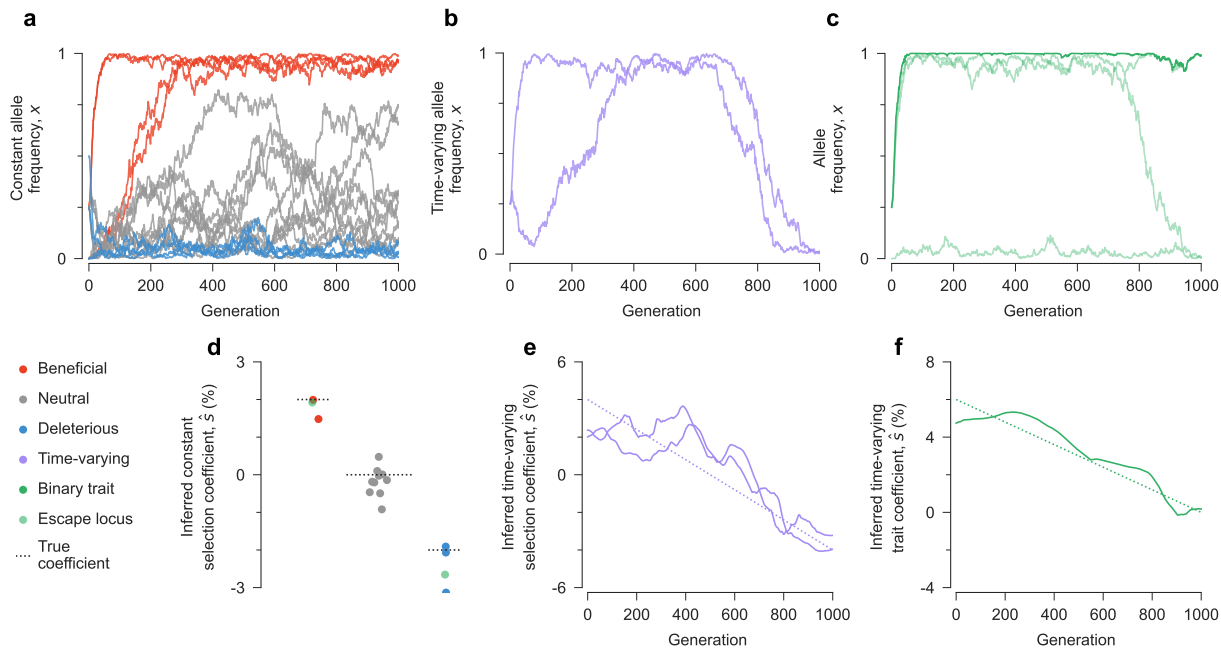 a
Constant allele
frequency, x
1
0
0 200 400 600 800 1000
Generation
b
Time-varying allele
frequency, x
1
0
0 200 400 600 800 1000
Generation
c
Allele
frequency, x
1
0
0 200 400 600 800 1000
Generation
Beneficial
Neutral
Deleterious
Time-varying
Binary trait
Escape locus
True
coefficient
d
Inferred constant
selection coefficient, ŝ (%)
3
0
-3
e
Inferred time-varying
selection coefficient, ŝ (%)
6
0
-6
0 200 400 600 800 1000
Generation
f
Inferred time-varying
trait coefficient, ŝ (%)
8
4
0
-4
0 200 400 600 800 1000
Generation